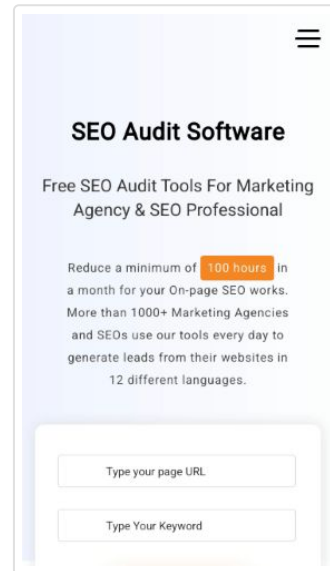 SEO Audit Software
Free SEO Audit Tools For Marketing
Agency & SEO Professional
Reduce a minimum of 100 hours in
a month for your On-page SEO works.
More than 1000+ Marketing Agencies
and SEOs use our tools every day to
generate leads from their websites in
12 different languages.
Type your page URL
Type Your Keyword